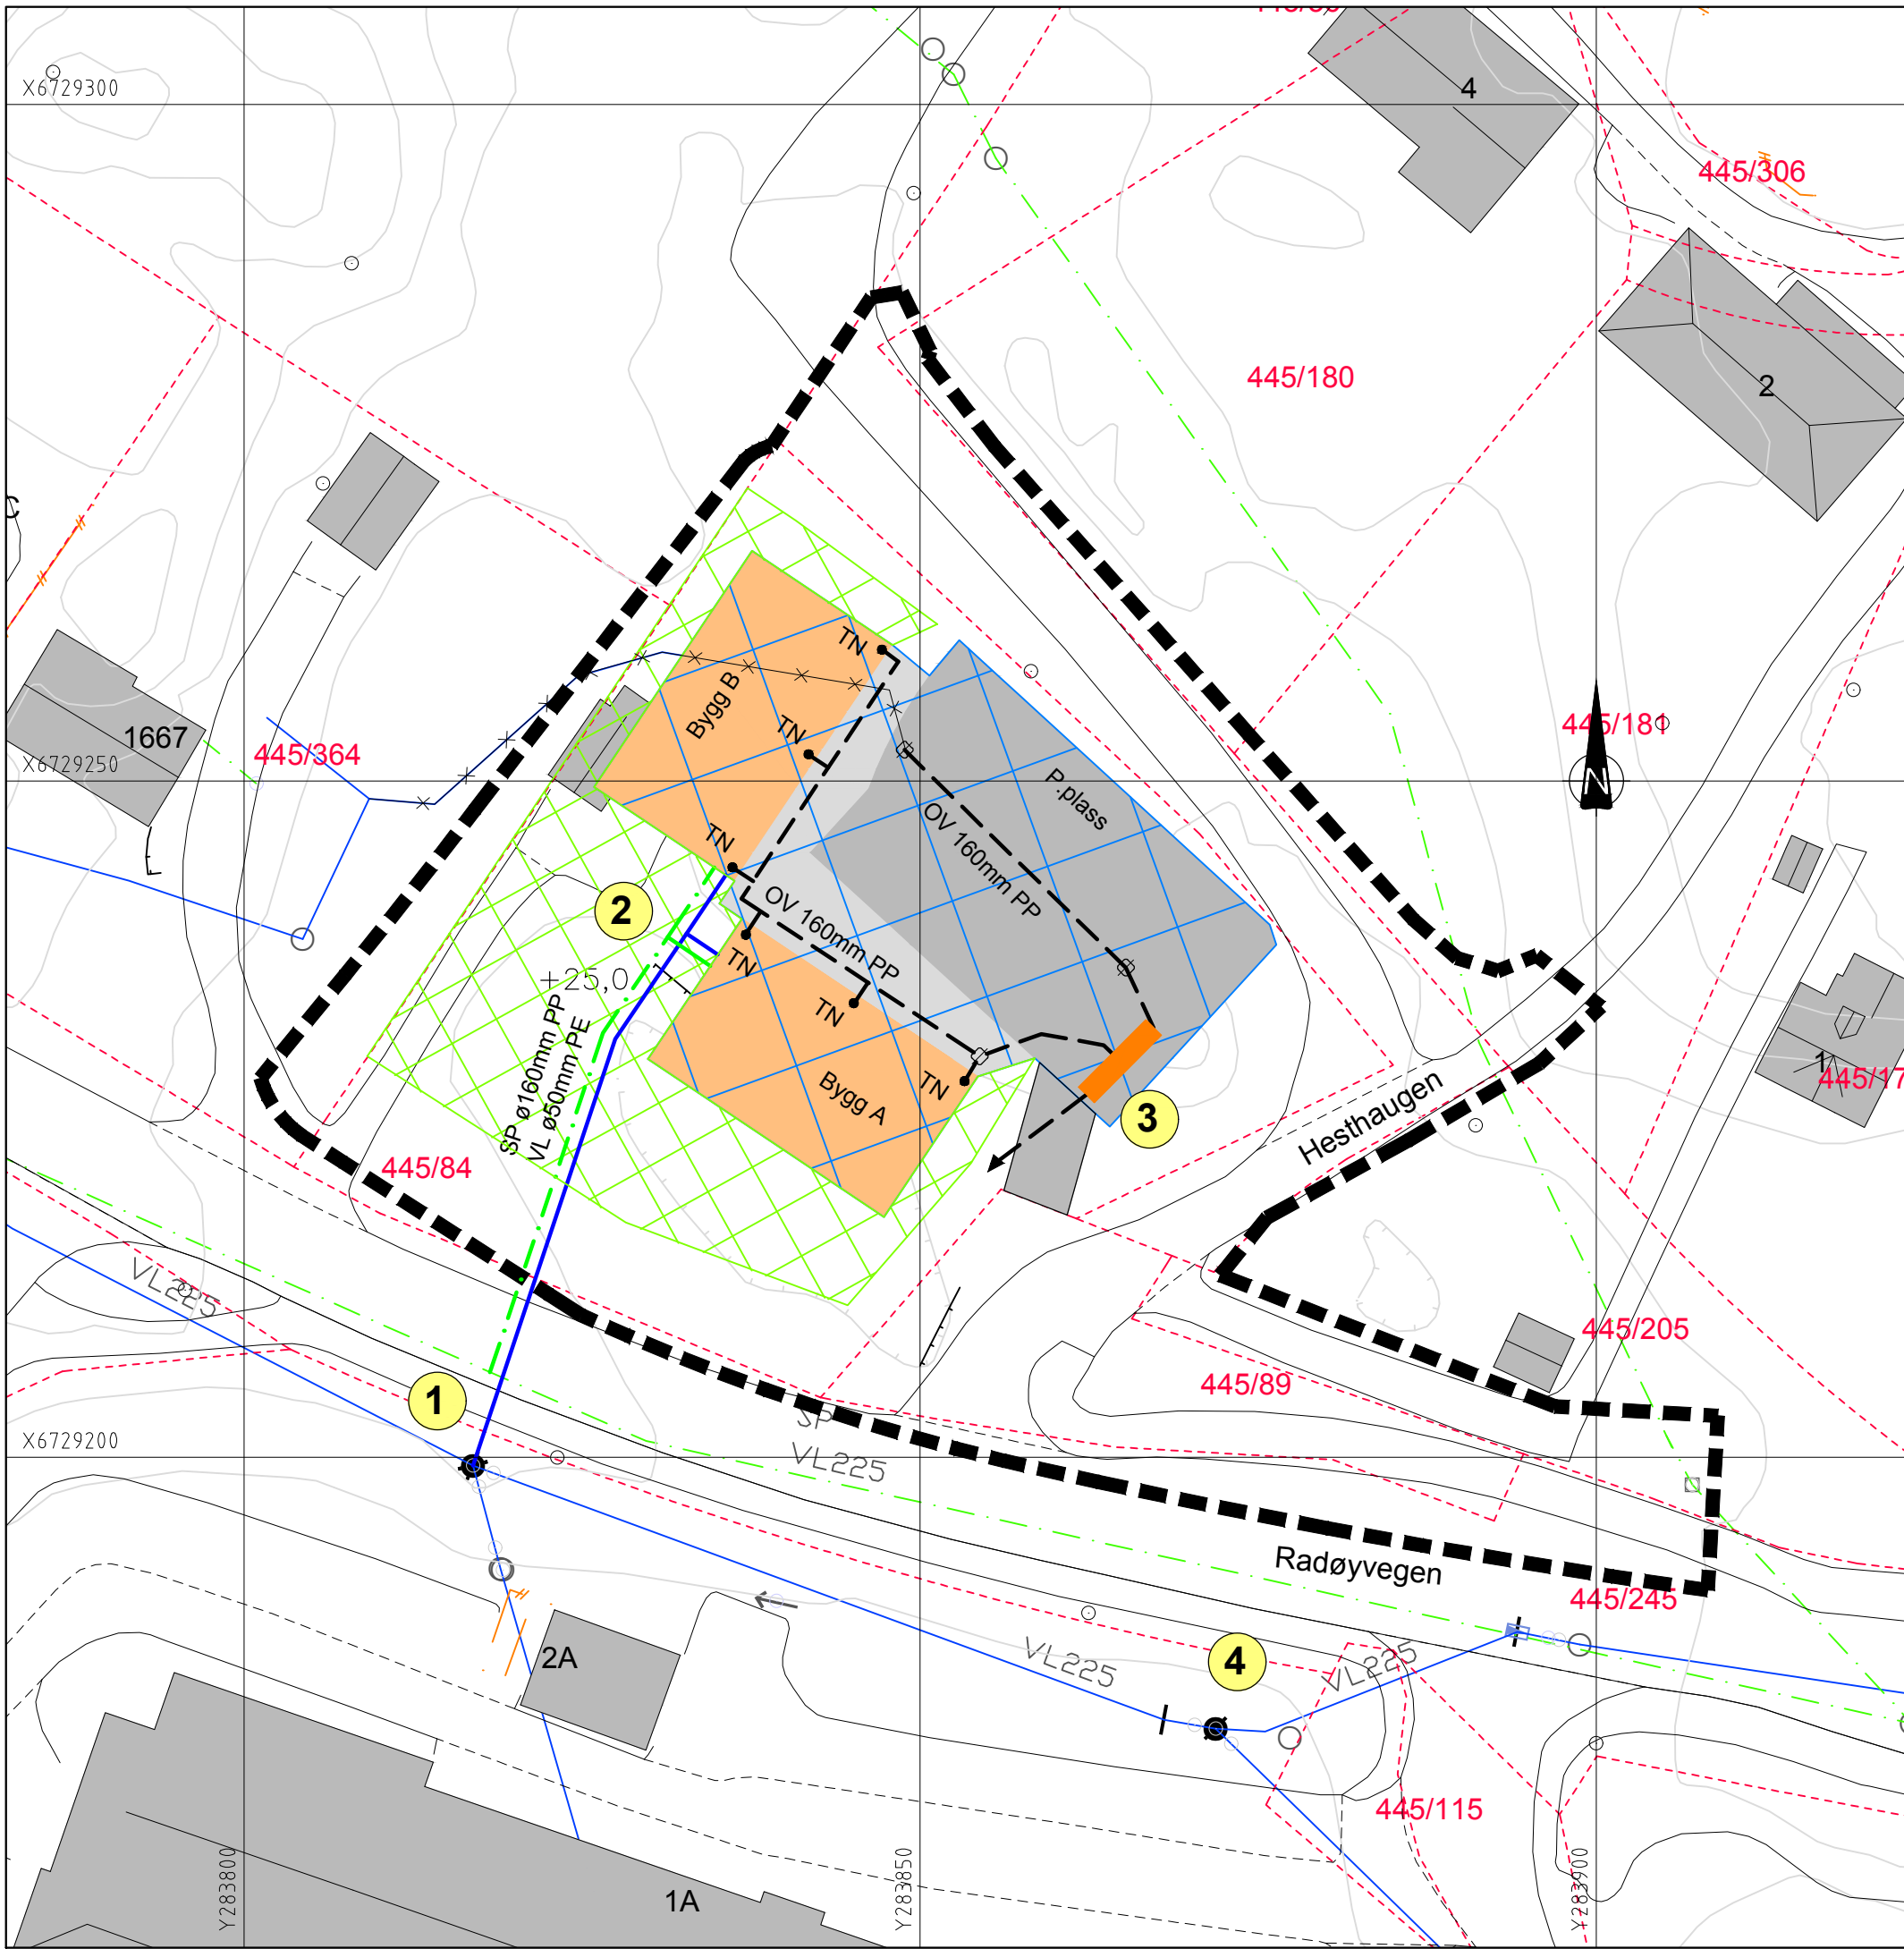 X6729300
4
445/306
445/180
2
C
1667
445/364
X6729250
TN
Bygg B
TN
P.plass
445/181
N
OV 160mm PP
TN
2
OV 160mm PP
TN
+25,0
TN
TN
Bygg A
SP ø160mm PP
VL ø50mm PE
3
Hesthaugen
1
445/17
445/84
VL225
445/205
445/89
1
SP
VL225
X6729200
Radøyvegen
445/245
2A
VL225
4
VL225
445/115
1A
Y283800
Y283850
Y283900